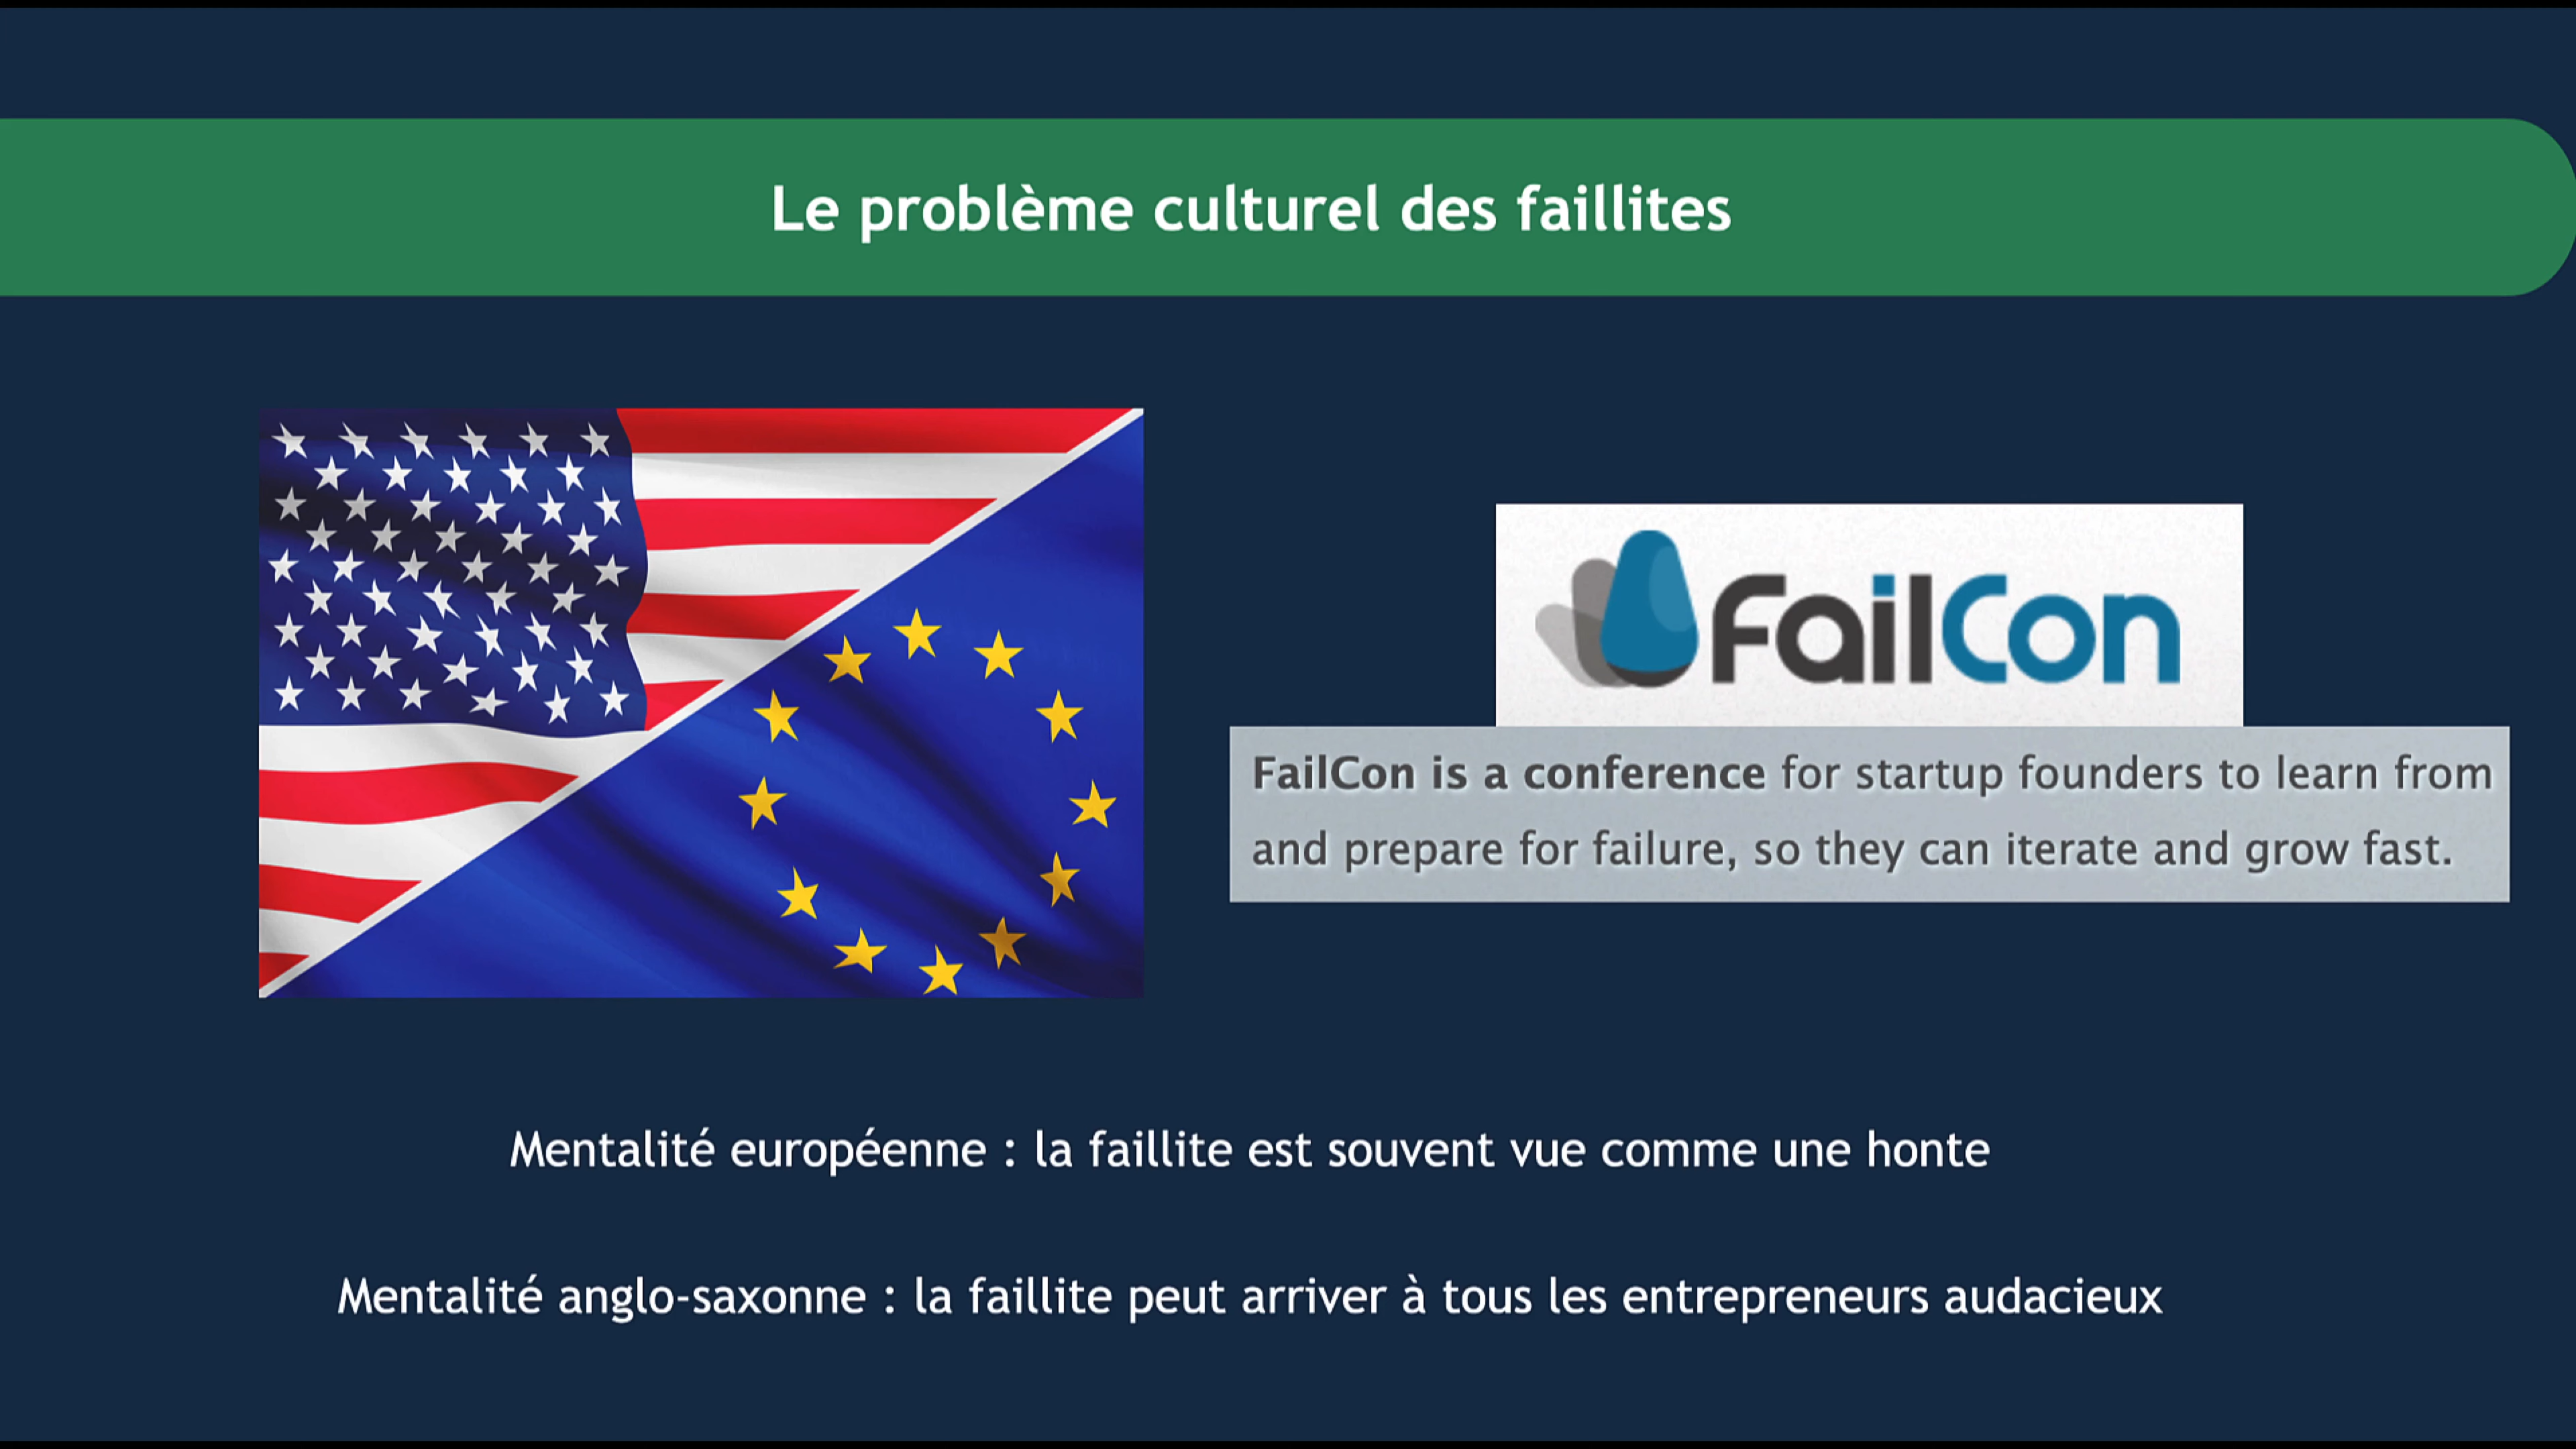 Le problème culturel des faillites
FailCon
FailCon is a conference for startup founders to learn from
and prepare for failure, so they can iterate and grow fast.
Mentalité européenne : la faillite est souvent vue comme une honte
Mentalité anglo-saxonne : la faillite peut arriver à tous les entrepreneurs audacieux